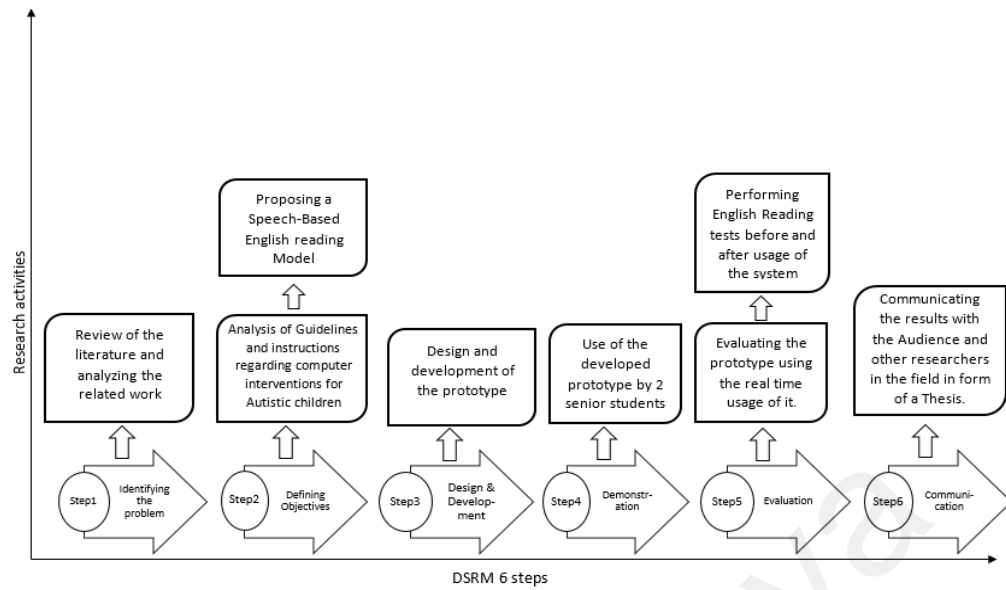 Research activities
Proposing a
Speech-Based
English reading
Model
Performing
English Reading
tests before and
after usage of
the system
Review of the
literature and
analyzing the
related work
Analysis of Guidelines
and instructions
regarding computer
interventions for
Autistic children
Design and
development
of the prototype
Use of the
developed
prototype by 2
senior students
Evaluating the
prototype using
the real time
usage of it.
Communicating
the results with
the Audience and
other researchers
in the field in form
of a Thesis.
Step1
Identifying
the
problem
Step2
Defining
Objectives
Step3
Design &
Develop-
ment
Step4
Demonstr-
ation
Step5
Evaluation
Step6
Communi-
cation
DSRM 6 steps